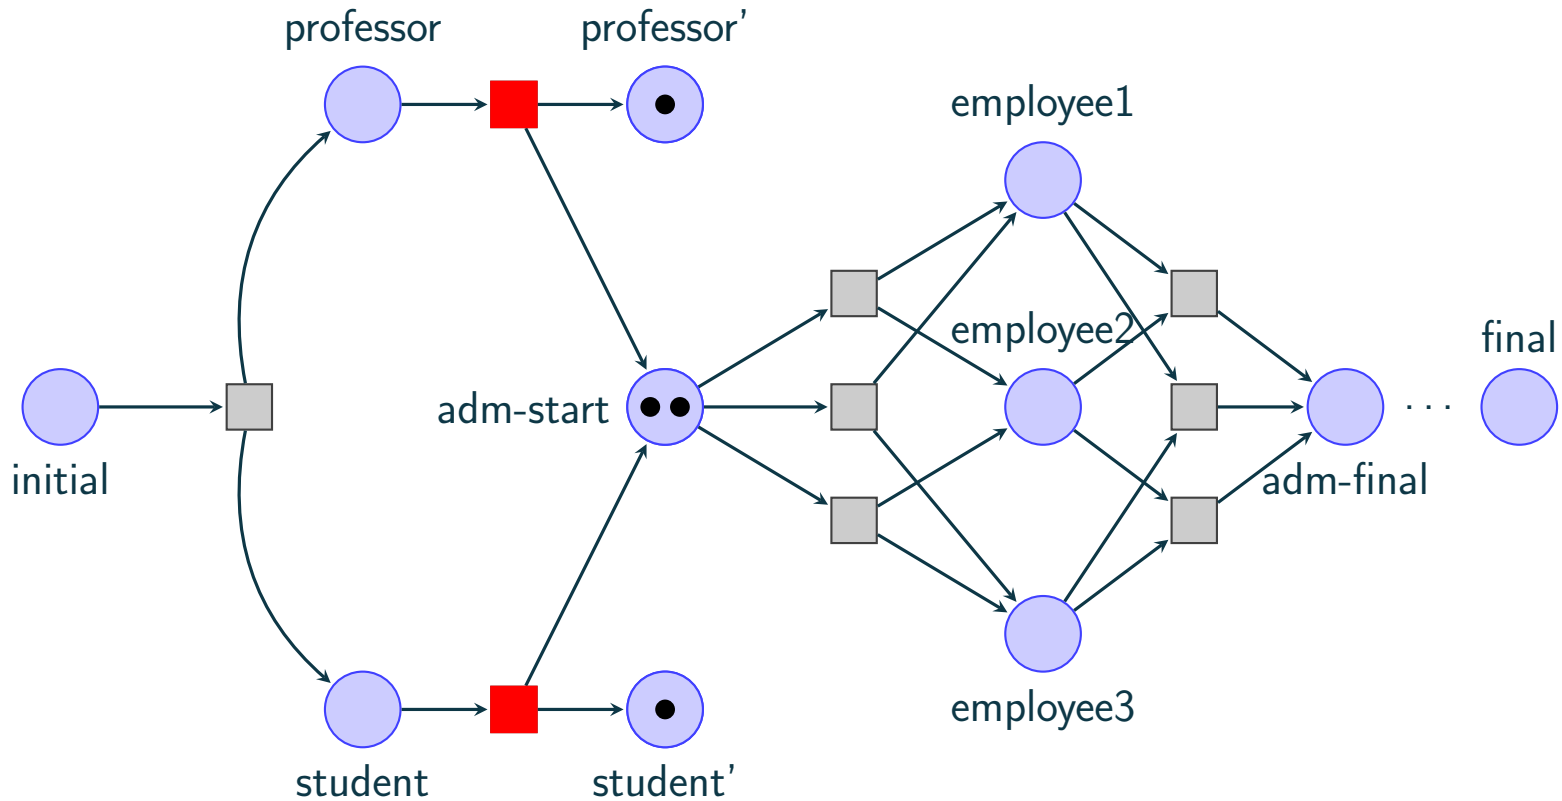 professor
professor'
employee1
employee2
final
adm-start
initial
adm-final
...
employee3
student
student'